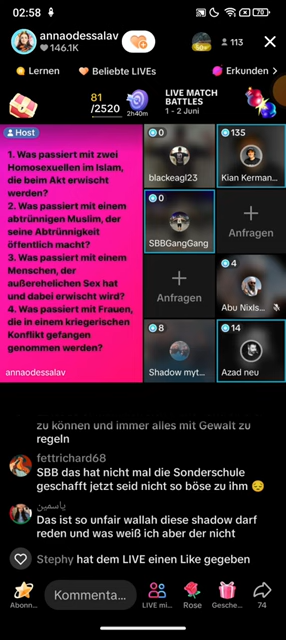 02:58
70
annaodessalav
146.1K
50+
113
Lernen
Beliebte LIVEs
Erkunden
81
/2520
2h40m
LIVE MATCH
BATTLES
1 - 2 Juni
Host
1. Was passiert mit zwei
Homosexuellen im Islam,
die beim Akt erwischt
werden?
2. Was passiert mit einem
abtrünnigen Muslim, der
seine Abtrünnigkeit
öffentlich macht?
3. Was passiert mit einem
Menschen, der
außerehelichen Sex hat
und dabei erwischt wird?
4. Was passiert mit Frauen,
die in einem kriegerischen
Konflikt gefangen
genommen werden?
annaodessalav
0
blackeagl23
135
Kian Kerman...
0
SBBGangGang
Anfragen
Anfragen
4
Abu Nixls...
8
Shadow myt...
14
Azad neu
zu können und immer alles mit Gewalt zu
regeln
fettrichard68
SBB das hat nicht mal die Sonderschule
geschafft jetzt seid nicht so böse zu ihm 😔
ياسمين
Das ist so unfair wallah diese shadow darf
reden und was weiß ich aber der nicht
Stephy hat dem LIVE einen Like gegeben
Abonn...
Kommenta...
LIVE mi...
Rose
Gesche...
74